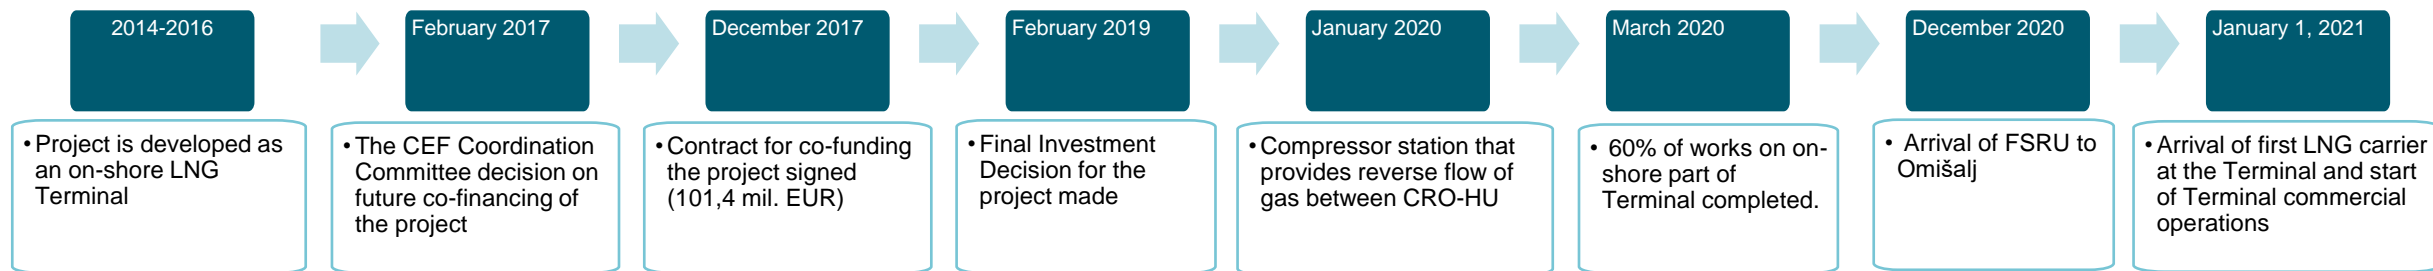 2014-2016
• Project is developed as
an on-shore LNG
Terminal
February 2017
• The CEF Coordination
Committee decision on
future co-financing of
the project
December 2017
• Contract for co-funding
the project signed
(101,4 mil. EUR)
February 2019
• Final Investment
Decision for the
project made
January 2020
• Compressor station that
provides reverse flow of
gas between CRO-HU
March 2020
• 60% of works on on-
shore part of
Terminal completed.
December 2020
• Arrival of FSRU to
Omišalj
January 1, 2021
• Arrival of first LNG carrier
at the Terminal and start
of Terminal commercial
operations